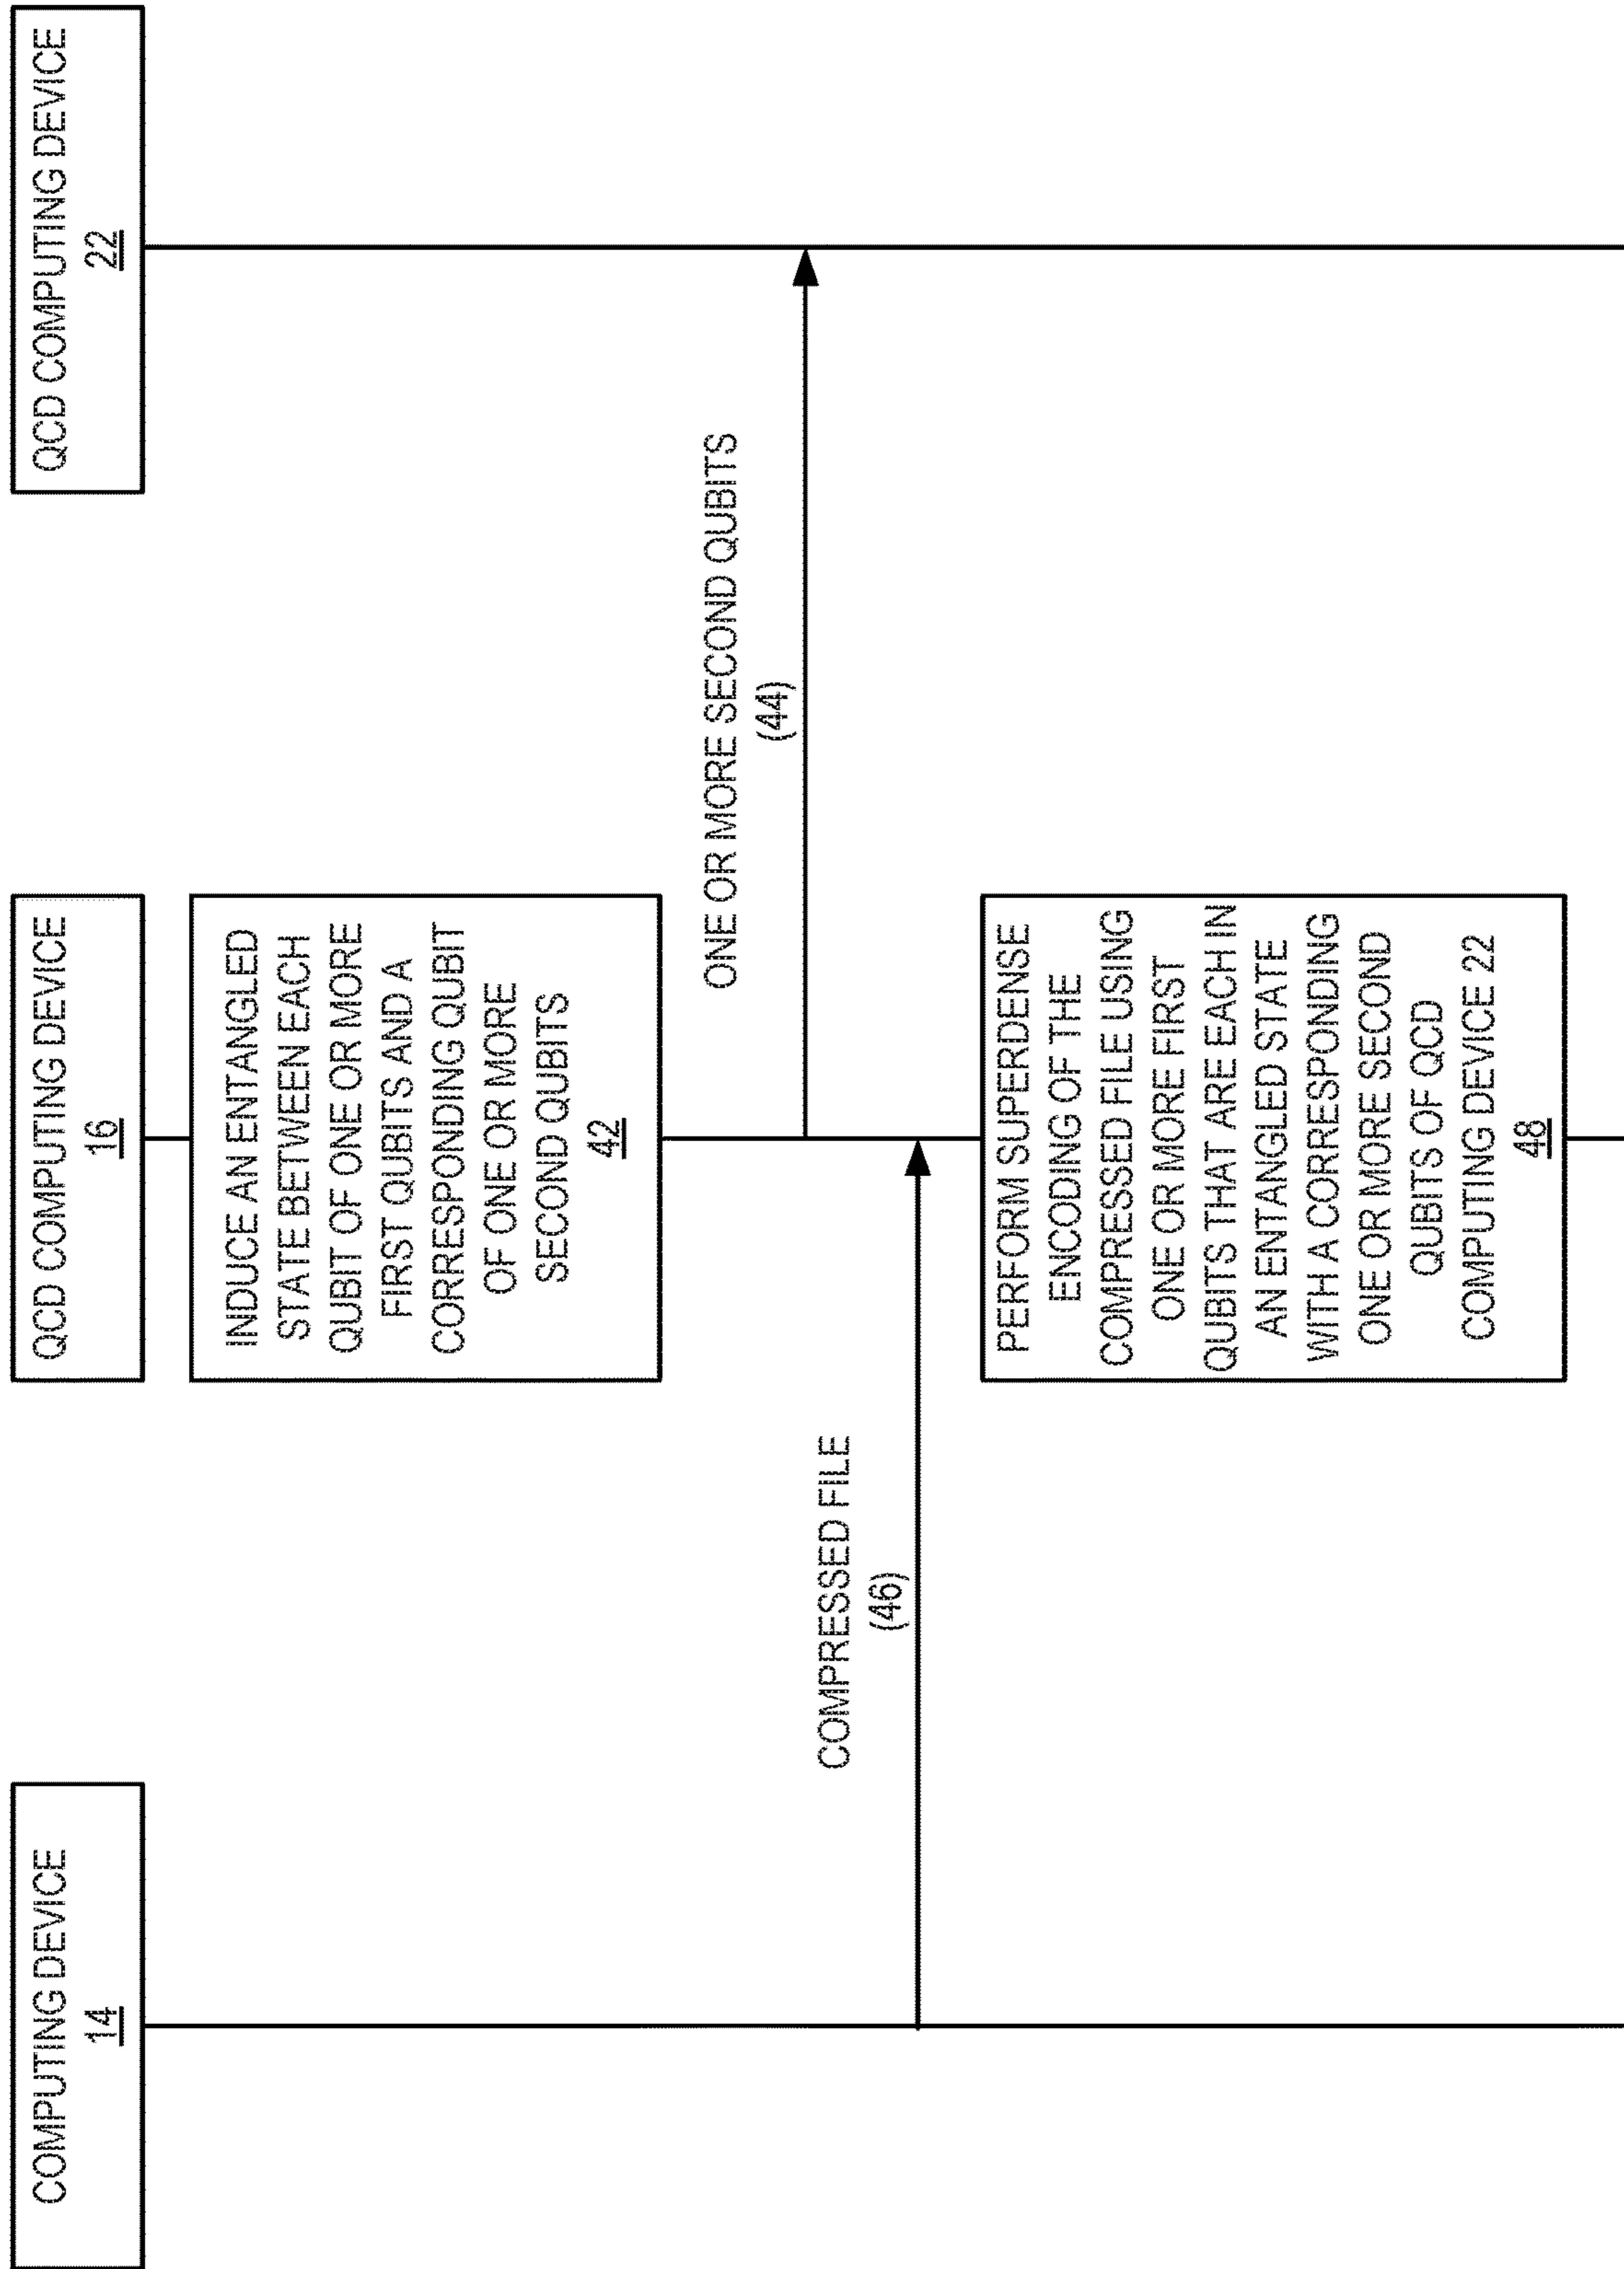 COMPUTING DEVICE
14
QCD COMPUTING DEVICE
16
QCD COMPUTING DEVICE
22
INDUCE AN ENTANGLED
STATE BETWEEN EACH
QUBIT OF ONE OR MORE
FIRST QUBITS AND A
CORRESPONDING QUBIT
OF ONE OR MORE
SECOND QUBITS
42
ONE OR MORE SECOND QUBITS
(44)
COMPRESSED FILE
(46)
PERFORM SUPERDENSE
ENCODING OF THE
COMPRESSED FILE USING
ONE OR MORE FIRST
QUBITS THAT ARE EACH IN
AN ENTANGLED STATE
WITH A CORRESPONDING
ONE OR MORE SECOND
QUBITS OF QCD
COMPUTING DEVICE 22
48